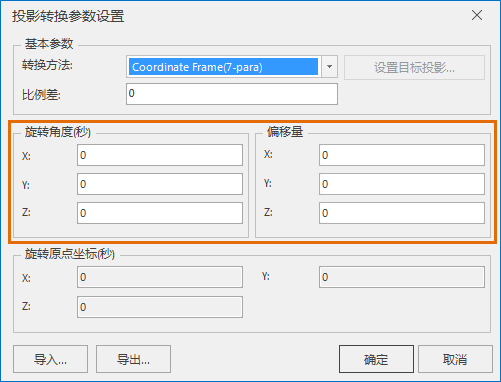 投影转换参数设置
基本参数
转换方法: Coordinate Frame(7-para) 设置目标投影...
比例差: 0
旋转角度(秒) 偏移量
X: 0 X: 0
Y: 0 Y: 0
Z: 0 Z: 0
旋转原点坐标(秒)
X: 0 Y: 0
Z: 0
导入... 导出... 确定 取消